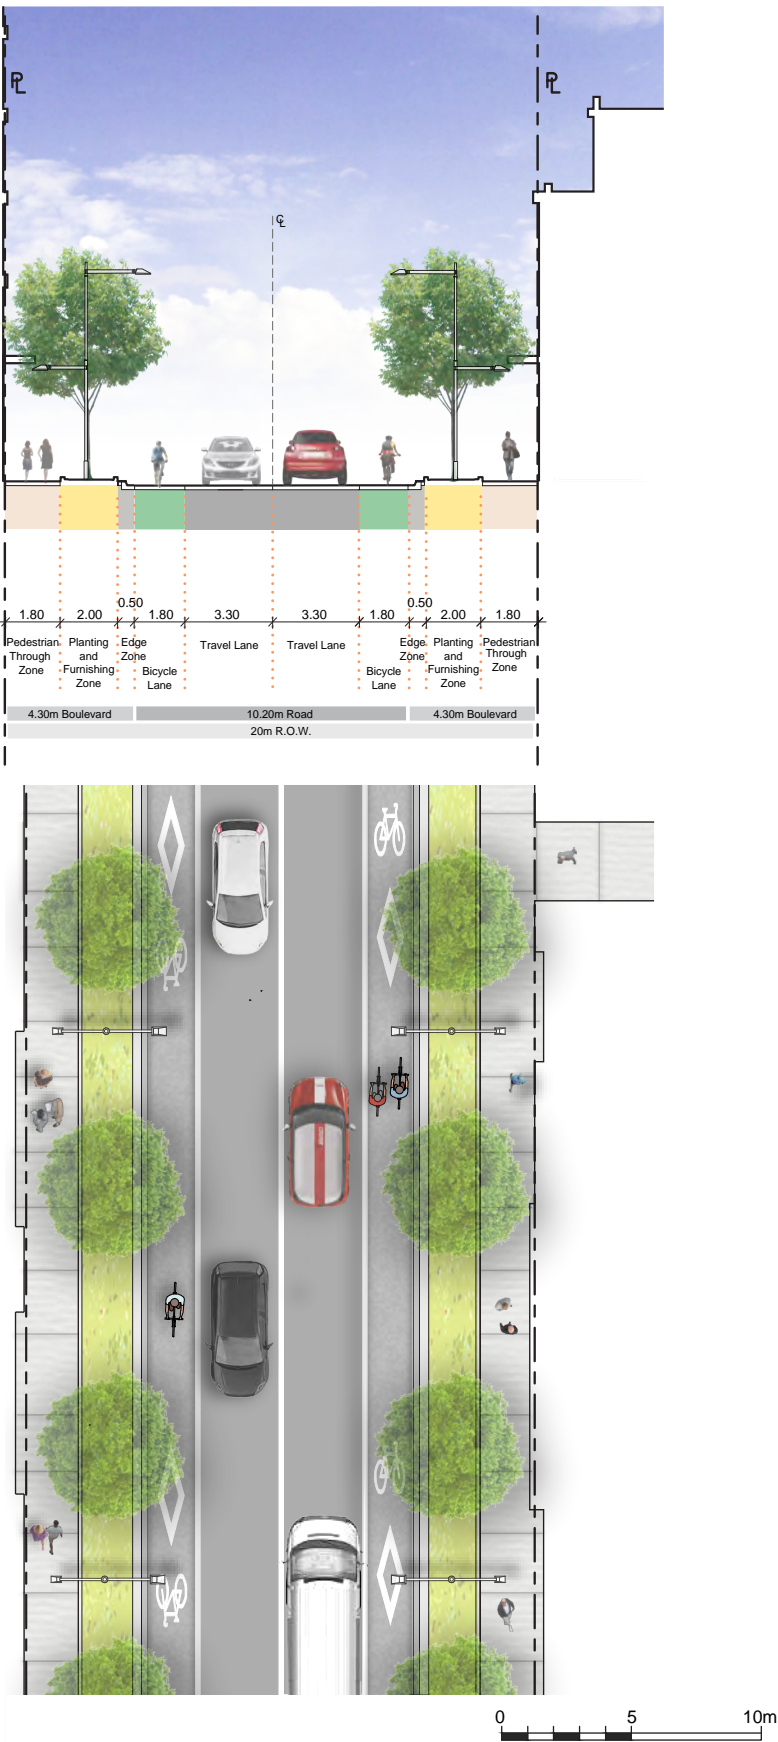 PL
PL
CL
0.50
0.50
1.80
2.00
1.80
3.30
3.30
1.80
2.00
1.80
Pedestrian
Through
Zone
Planting
and
Furnishing
Zone
Edge
Zone
Bicycle
Lane
Travel Lane
Travel Lane
Bicycle
Lane
Edge
Zone
Planting
and
Furnishing
Zone
Pedestrian
Through
Zone
4.30m Boulevard
10.20m Road
4.30m Boulevard
20m R.O.W.
0
5
10m